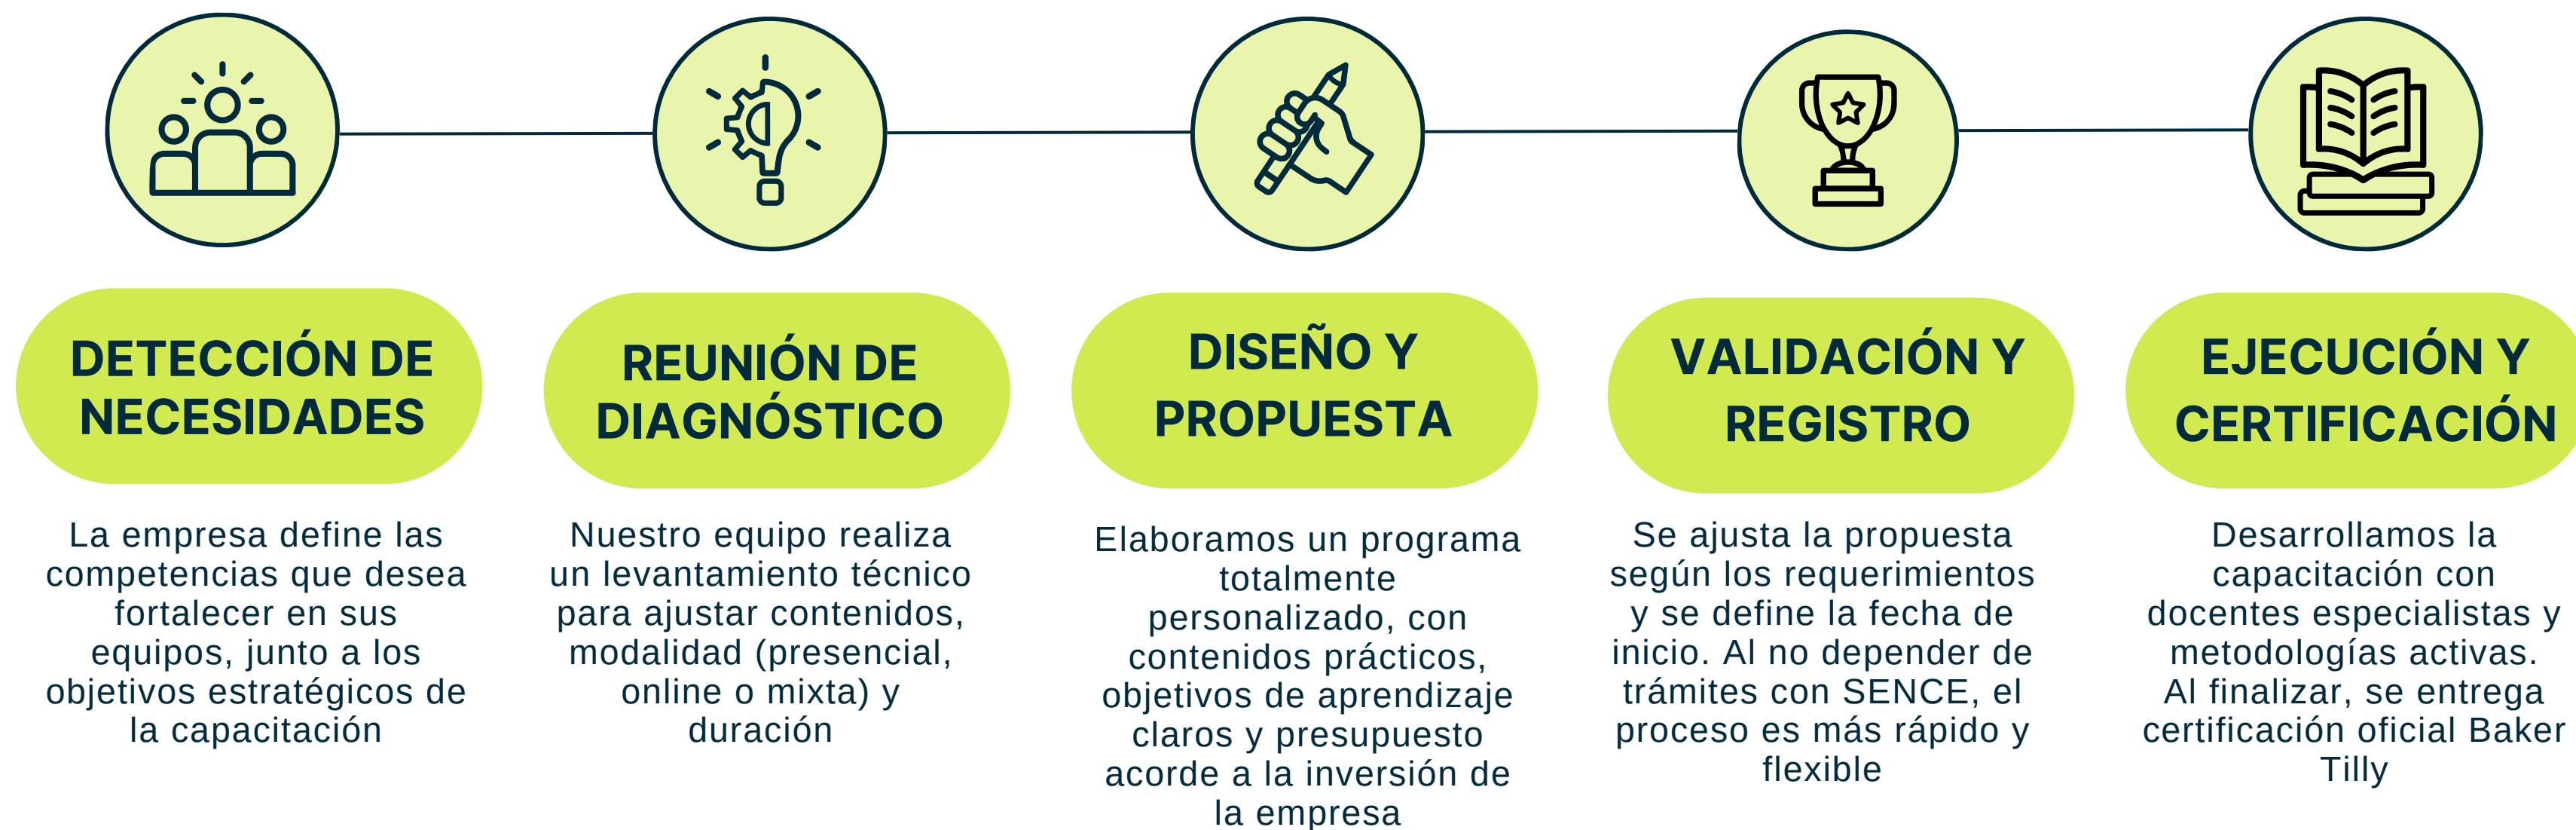 DETECCIÓN DE
NECESIDADES
La empresa define las
competencias que desea
fortalecer en sus
equipos, junto a los
objetivos estratégicos de
la capacitación
REUNIÓN DE
DIAGNÓSTICO
Nuestro equipo realiza
un levantamiento técnico
para ajustar contenidos,
modalidad (presencial,
online o mixta) y
duración
DISEÑO Y
PROPUESTA
Elaboramos un programa
totalmente
personalizado, con
contenidos prácticos,
objetivos de aprendizaje
claros y presupuesto
acorde a la inversión de
la empresa
VALIDACIÓN Y
REGISTRO
Se ajusta la propuesta
según los requerimientos
y se define la fecha de
inicio. Al no depender de
trámites con SENCE, el
proceso es más rápido y
flexible
EJECUCIÓN Y
CERTIFICACIÓN
Desarrollamos la
capacitación con
docentes especialistas y
metodologías activas.
Al finalizar, se entrega
certificación oficial Baker
Tilly